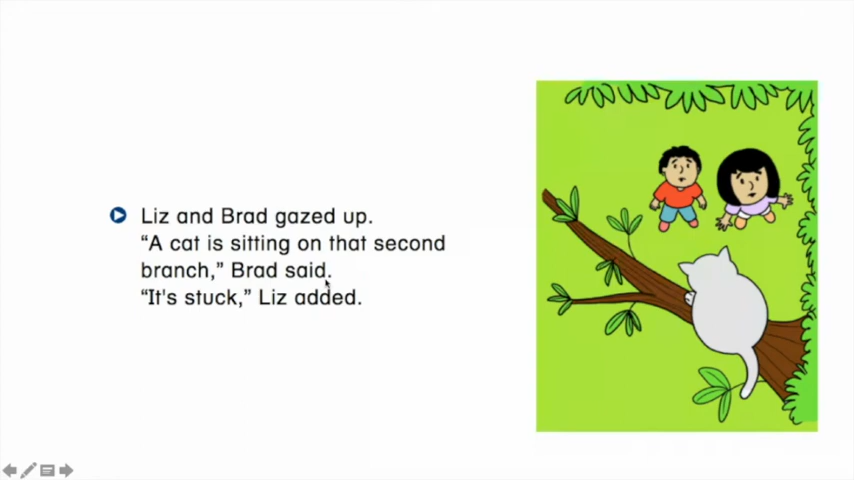 Liz and Brad gazed up.
“A cat is sitting on that second
branch,” Brad said.
“It's stuck,” Liz added.